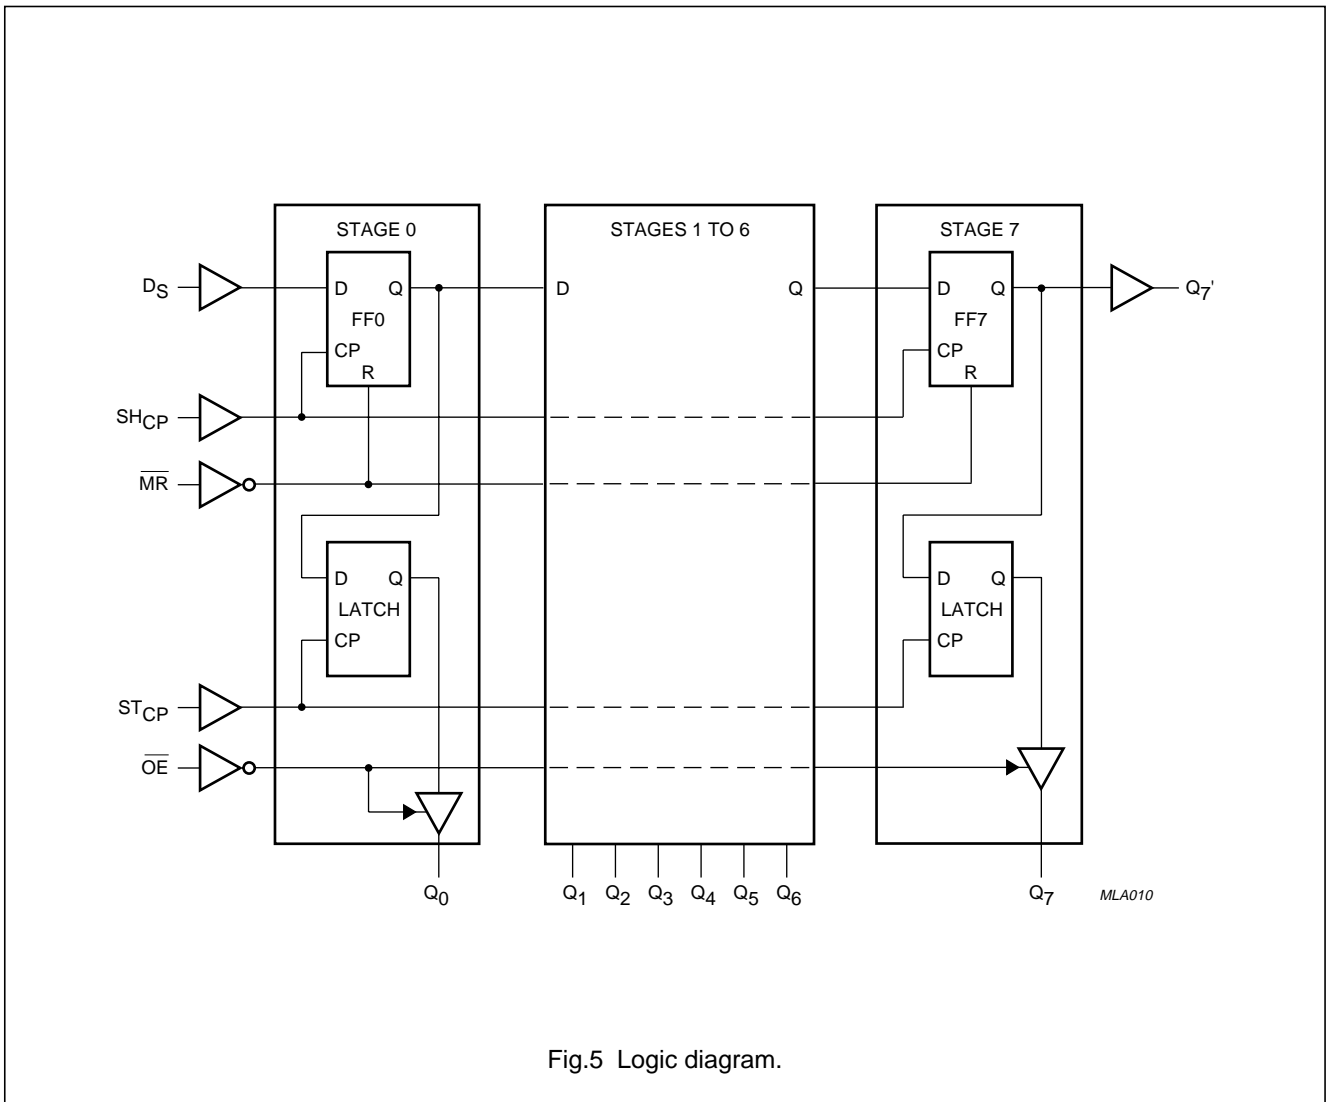 STAGE 0 STAGES 1 TO 6 STAGE 7
DS D Q D Q D Q Q7'
FF0 FF7
CP CP
R R
SHCP
MR
D Q D Q
LATCH LATCH
CP CP
STCP
OE
Q0 Q1 Q2 Q3 Q4 Q5 Q6 Q7 MLA010
Fig.5 Logic diagram.